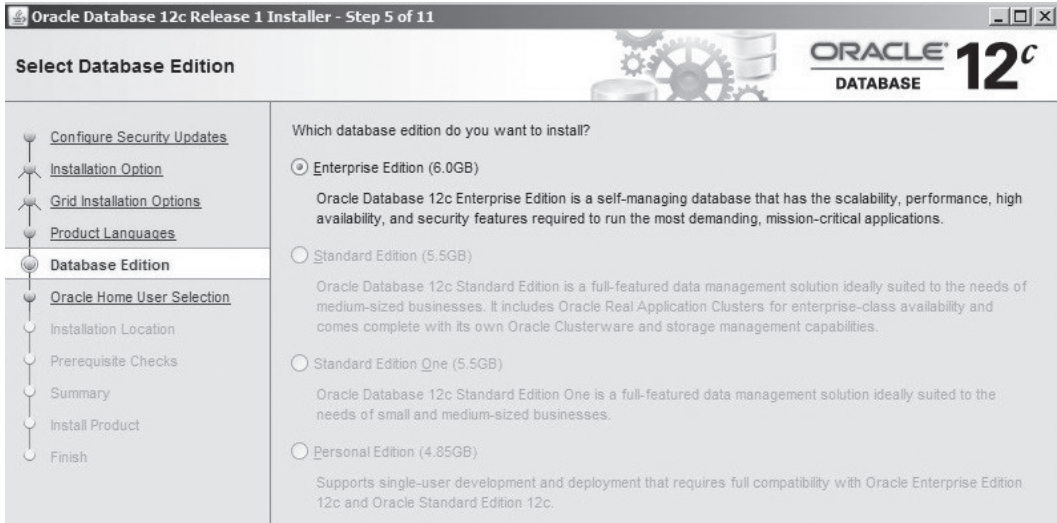 Oracle Database 12c Release 1 Installer - Step 5 of 11
Select Database Edition
ORACLE
DATABASE
12c
Configure Security Updates
Installation Option
Grid Installation Options
Product Languages
Database Edition
Oracle Home User Selection
Installation Location
Prerequisite Checks
Summary
Install Product
Finish
Which database edition do you want to install?
Enterprise Edition (6.0GB)
Oracle Database 12c Enterprise Edition is a self-managing database that has the scalability, performance, high
availability, and security features required to run the most demanding, mission-critical applications.
Standard Edition (5.5GB)
Oracle Database 12c Standard Edition is a full-featured data management solution ideally suited to the needs of
medium-sized businesses. It includes Oracle Real Application Clusters for enterprise-class availability and
comes complete with its own Oracle Clusterware and storage management capabilities.
Standard Edition One (5.5GB)
Oracle Database 12c Standard Edition One is a full-featured data management solution ideally suited to the
needs of small and medium-sized businesses.
Personal Edition (4.85GB)
Supports single-user development and deployment that requires full compatibility with Oracle Enterprise Edition
12c and Oracle Standard Edition 12c.